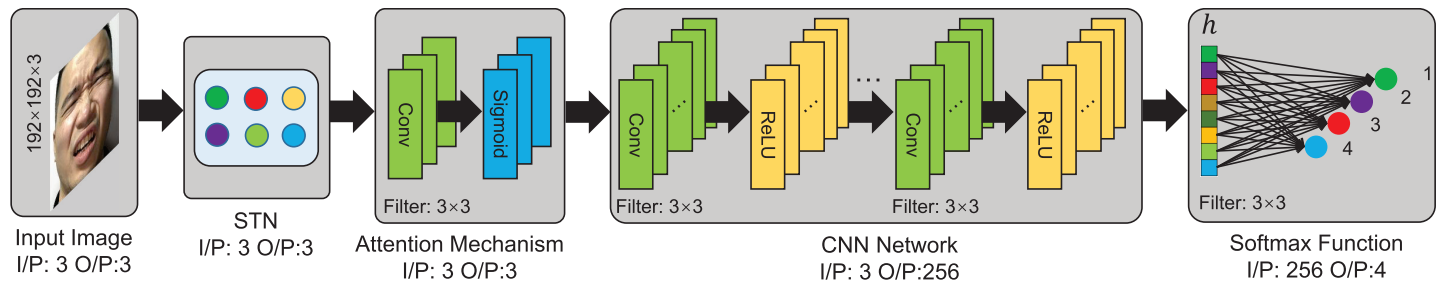 192×192×3
Input Image
I/P: 3 O/P:3
STN
I/P: 3 O/P:3
Conv
Sigmoid
Filter: 3×3
Attention Mechanism
I/P: 3 O/P:3
Conv
ReLU
...
Conv
ReLU
Filter: 3×3
Filter: 3×3
CNN Network
I/P: 3 O/P:256
h
1
2
3
4
Filter: 3×3
Softmax Function
I/P: 256 O/P:4